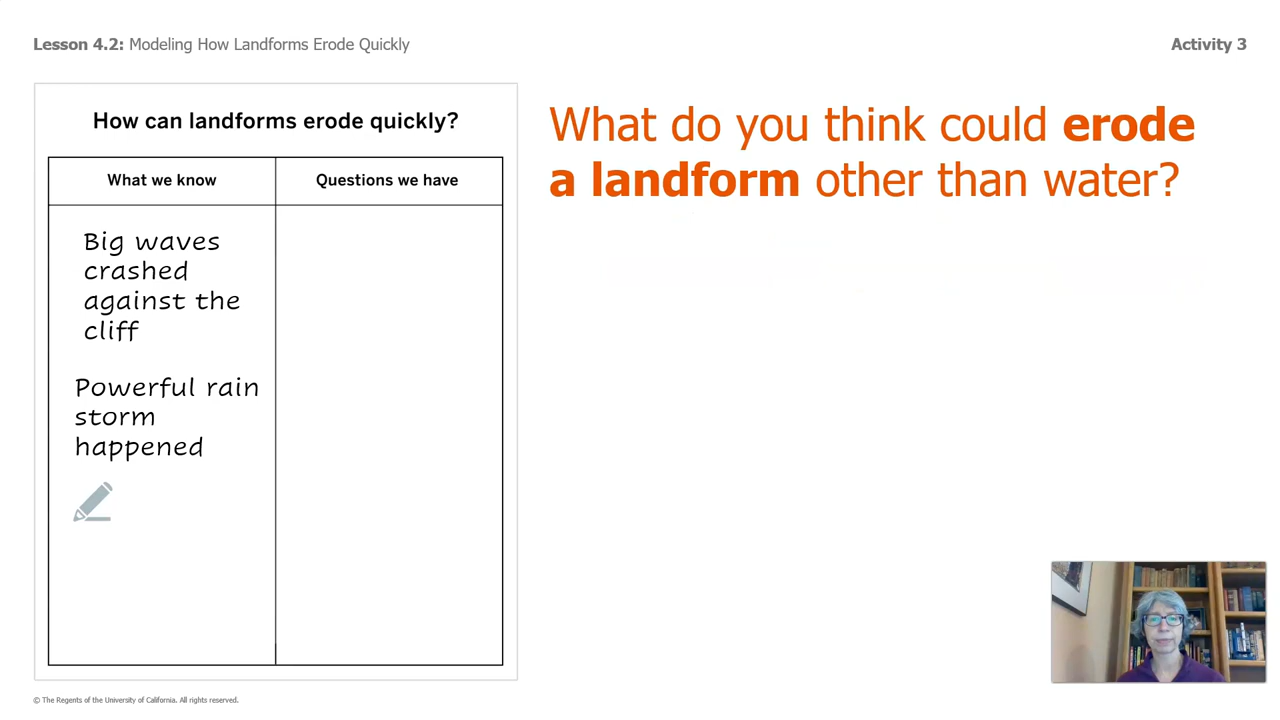 Lesson 4.2: Modeling How Landforms Erode Quickly
Activity 3
How can landforms erode quickly?
What we know
Questions we have
Big waves
crashed
against the
cliff
Powerful rain
storm
happened
What do you think could erode
a landform other than water?
© The Regents of the University of California. All rights reserved.